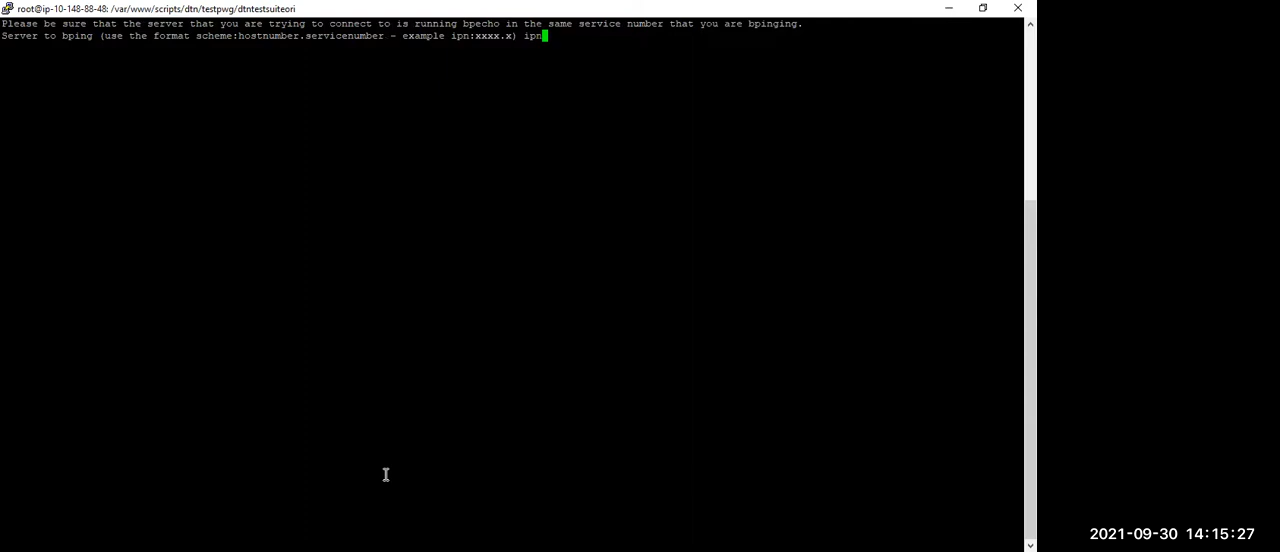 root@ip-10-148-88-48: /var/www/scripts/dtn/testpwg/dtntestsuiteori
Please be sure that the server that you are trying to connect to is running bpecho in the same service number that you are bpinging.
Server to bping (use the format scheme:hostnumber.servicenumber - example ipn:xxxx.x) ipn
2021-09-30 14:15:27